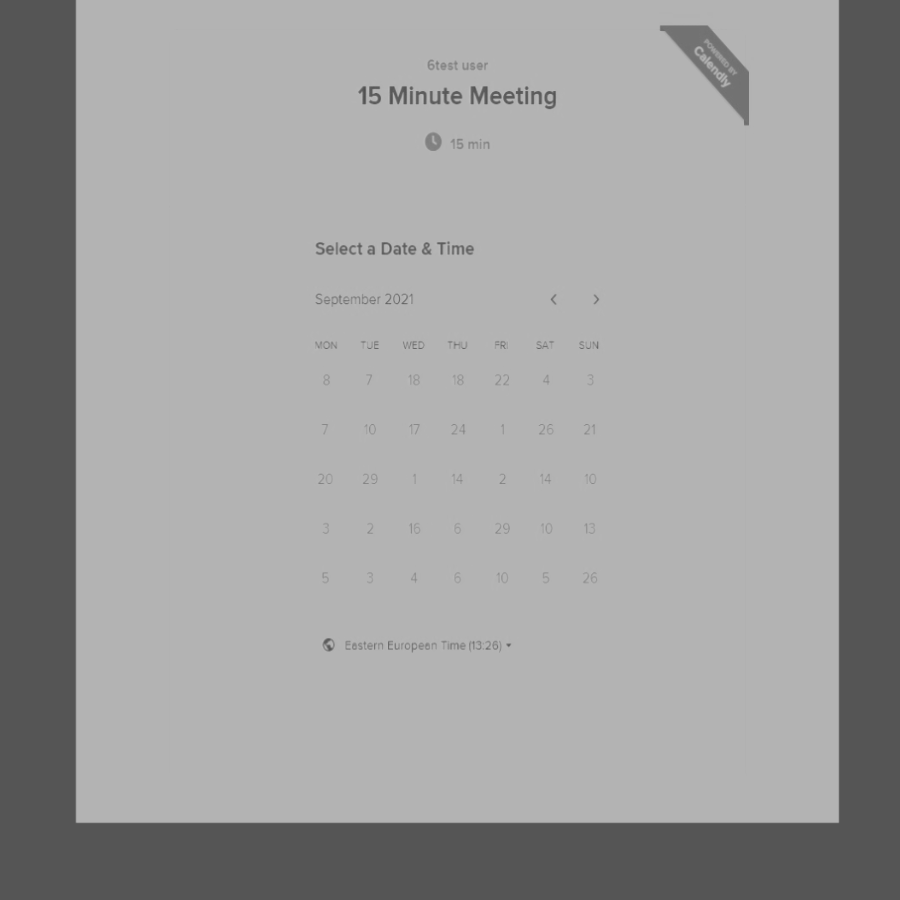 POWERED BY
Calendly
6test user
15 Minute Meeting
15 min
Select a Date & Time
September 2021
MON TUE WED THU FRI SAT SUN
8 7 18 18 22 4 3
7 10 17 24 1 26 21
20 29 1 14 2 14 10
3 2 16 6 29 10 13
5 3 4 6 10 5 26
Eastern European Time (13:26)